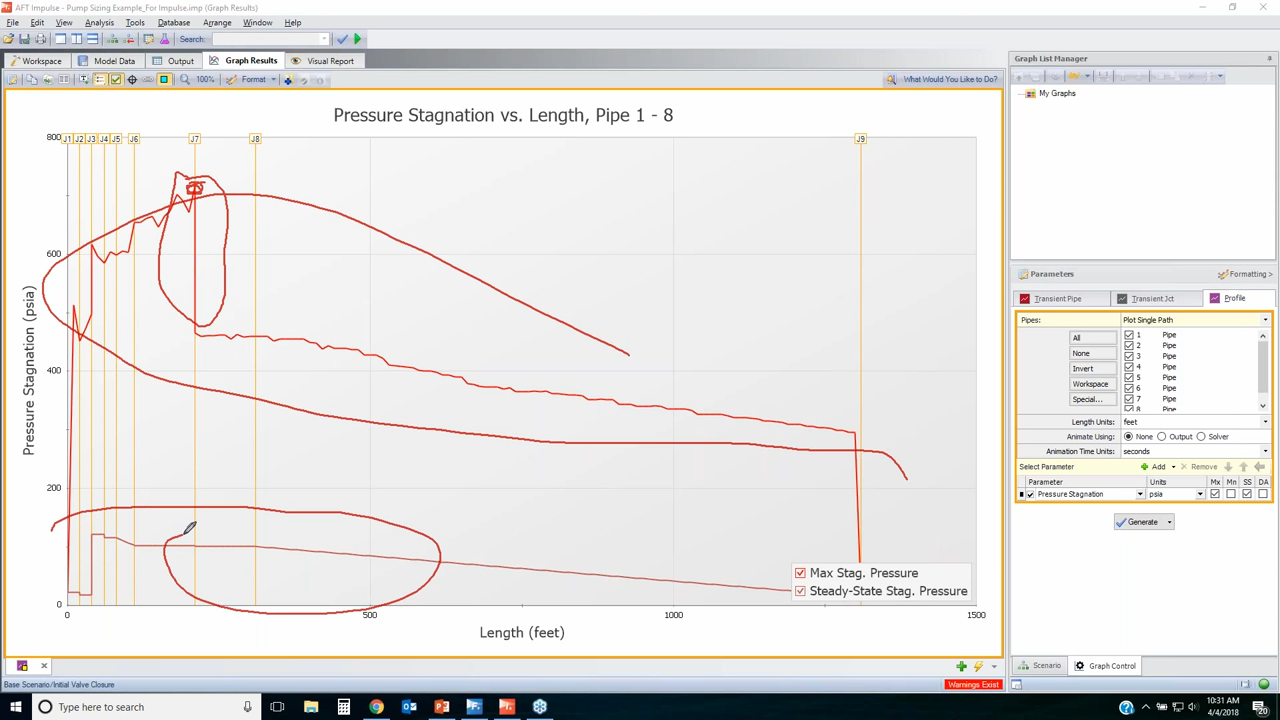 AFT Impulse - Pump Sizing Example_For Impulse.imp (Graph Results)
File Edit View Analysis Tools Database Arrange Window Help
Search:
Workspace Model Data Output Graph Results Visual Report
100% Format What Would You Like to Do?
Graph List Manager
My Graphs
Pressure Stagnation vs. Length, Pipe 1 - 8
J1 J2 J3 J4 J5 J6 J7 J8 J9
800
600
400
200
0
Pressure Stagnation (psia)
0 500 1000 1500
Length (feet)
Max Stag. Pressure
Steady-State Stag. Pressure
Parameters Formatting >
Transient Pipe Transient Jct Profile
Pipes: Plot Single Path
All
None
Invert
Workspace
Special...
1 Pipe
2 Pipe
3 Pipe
4 Pipe
5 Pipe
6 Pipe
7 Pipe
8 Pipe
Length Units: feet
Animate Using: None Output Solver
Animation Time Units: seconds
Select Parameter Add Remove
Parameter Units Mx Mn SS DA
Pressure Stagnation psia
Generate
Scenario Graph Control
Base Scenario/Initial Valve Closure
Warnings Exist
Type here to search
10:31 AM
4/4/2018
20